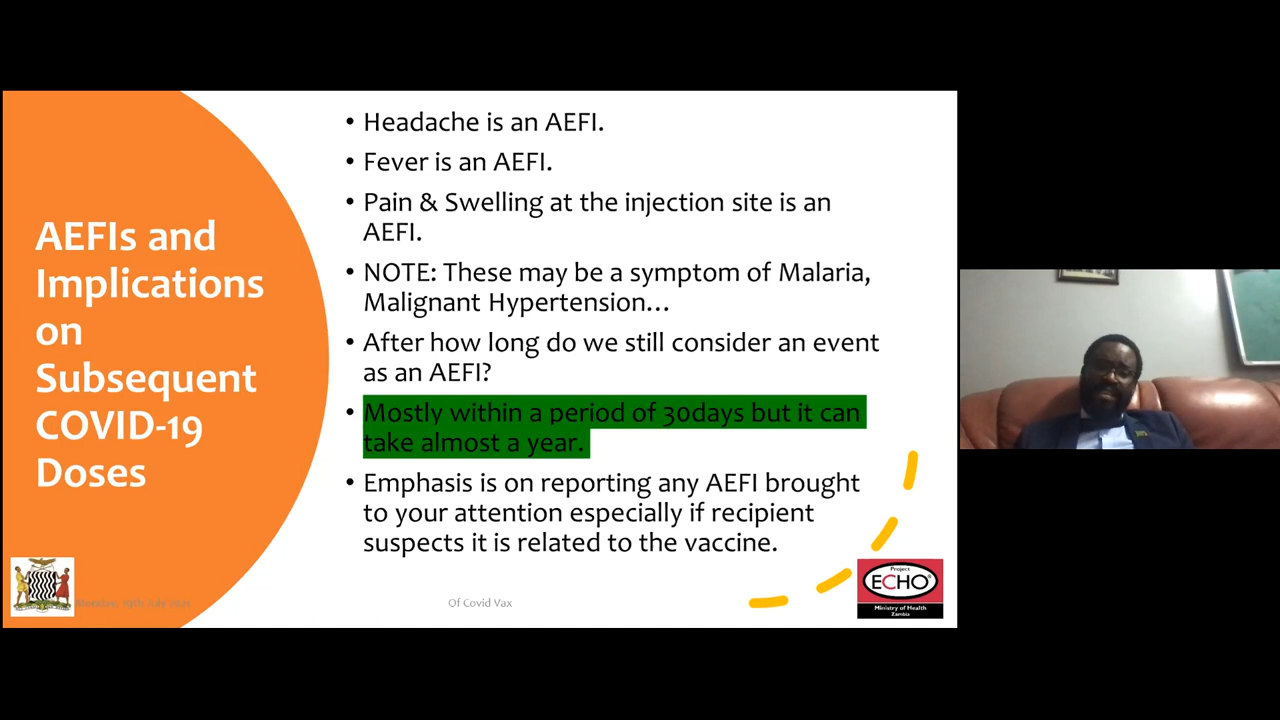 AEFIs and
Implications
on
Subsequent
COVID-19
Doses
• Headache is an AEFI.
• Fever is an AEFI.
• Pain & Swelling at the injection site is an
AEFI.
• NOTE: These may be a symptom of Malaria,
Malignant Hypertension…
• After how long do we still consider an event
as an AEFI?
• Mostly within a period of 30days but it can
take almost a year.
• Emphasis is on reporting any AEFI brought
to your attention especially if recipient
suspects it is related to the vaccine.
Monday, July
Of Covid Vax
Project
ECHO®
Ministry of Health
Zambia